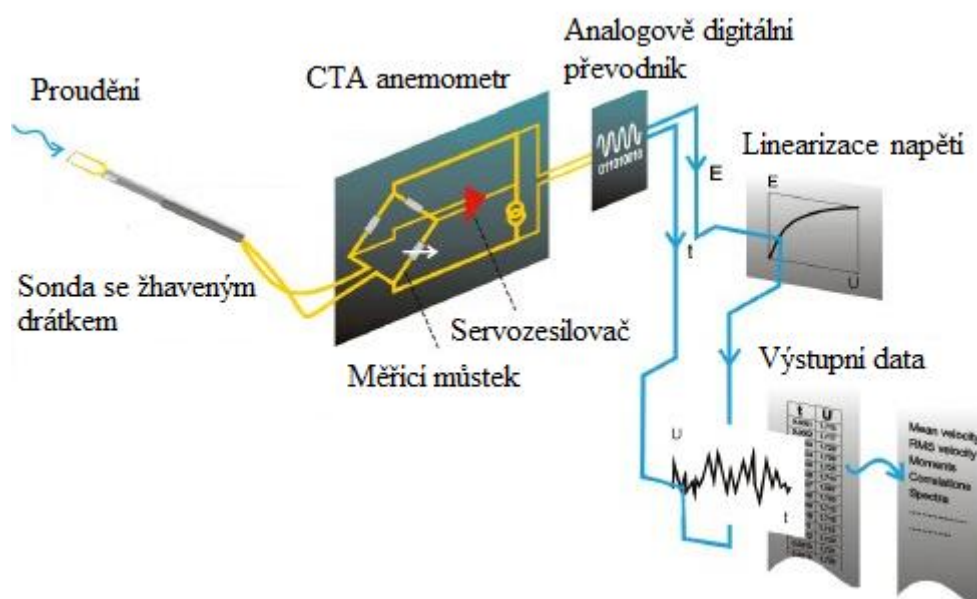 Proudění
Sonda se žhaveným
drátkem
CTA anemometr
Servozesilovač
Měřicí můstek
Analogově digitální
převodník
011010010
E
t
Linearizace napětí
E
U
Výstupní data
U
t
t U
Mean velocity
RMS velocity
Moments
Correlations
Spectra